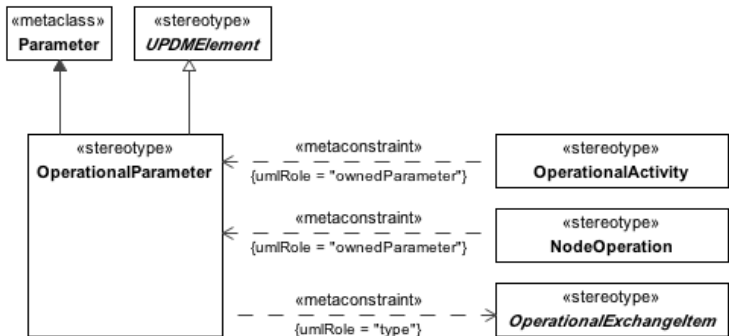 «metaclass»
Parameter
«stereotype»
UPDMElement
«stereotype»
OperationalParameter
«metaconstraint»
{umlRole = "ownedParameter"}
«stereotype»
OperationalActivity
«metaconstraint»
{umlRole = "ownedParameter"}
«stereotype»
NodeOperation
«metaconstraint»
{umlRole = "type"}
«stereotype»
OperationalExchangeItem